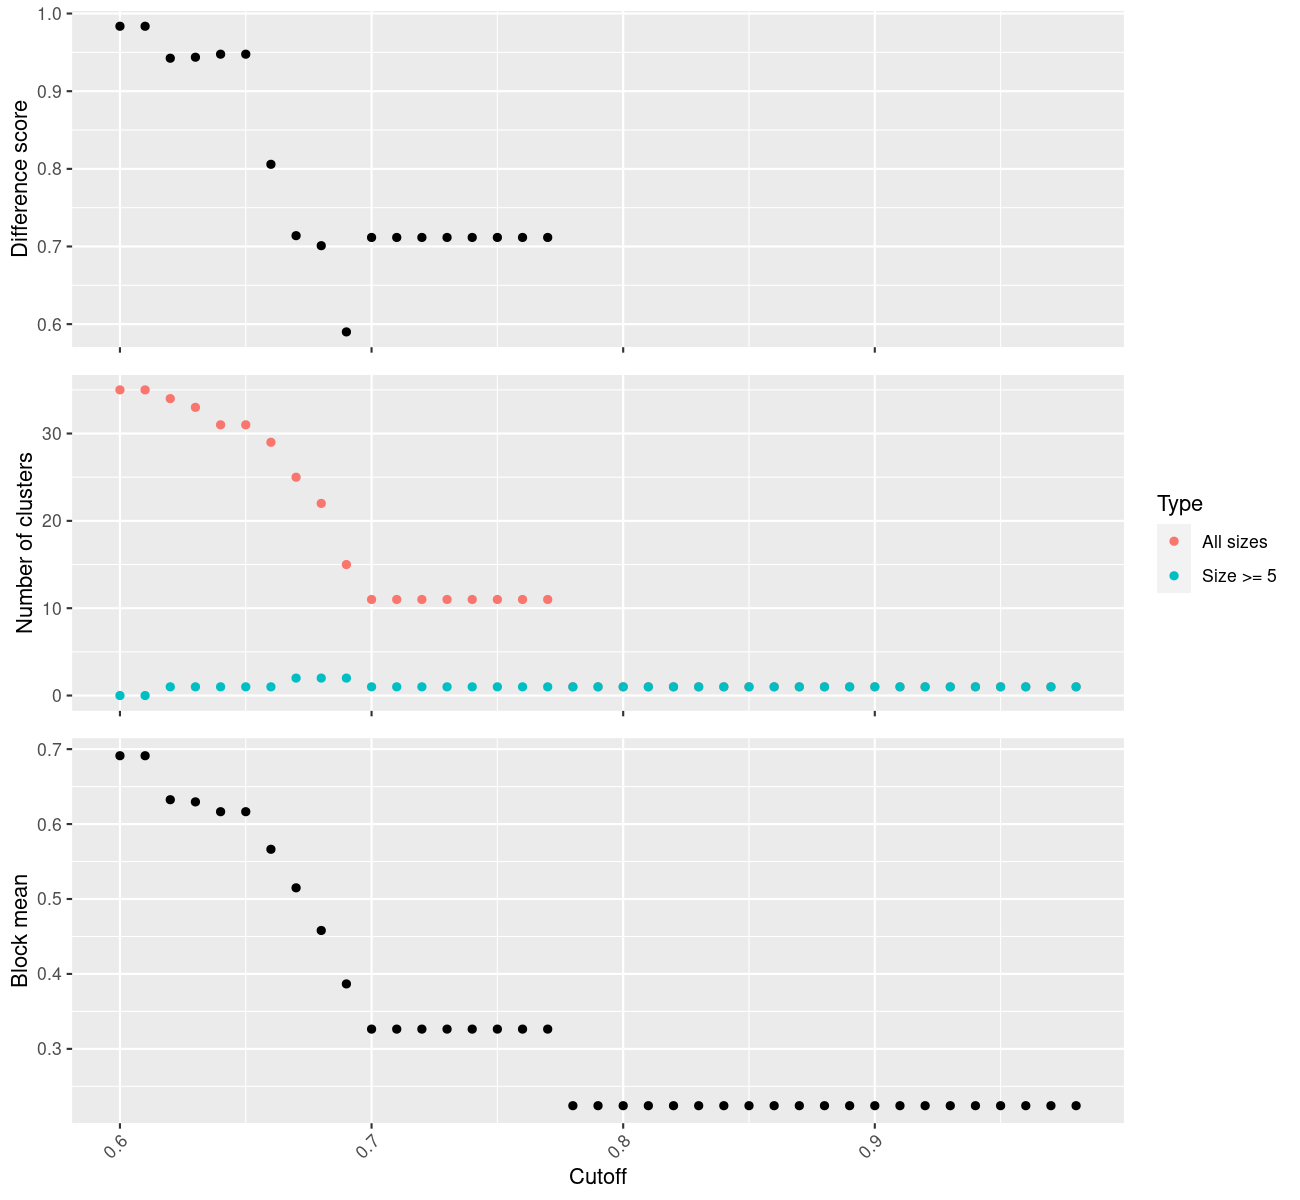 Difference score
1.0
0.9
0.8
0.7
0.6
Number of clusters
30
20
10
0
Type
All sizes
Size >= 5
Block mean
0.7
0.6
0.5
0.4
0.3
0.6
0.7
0.8
0.9
Cutoff